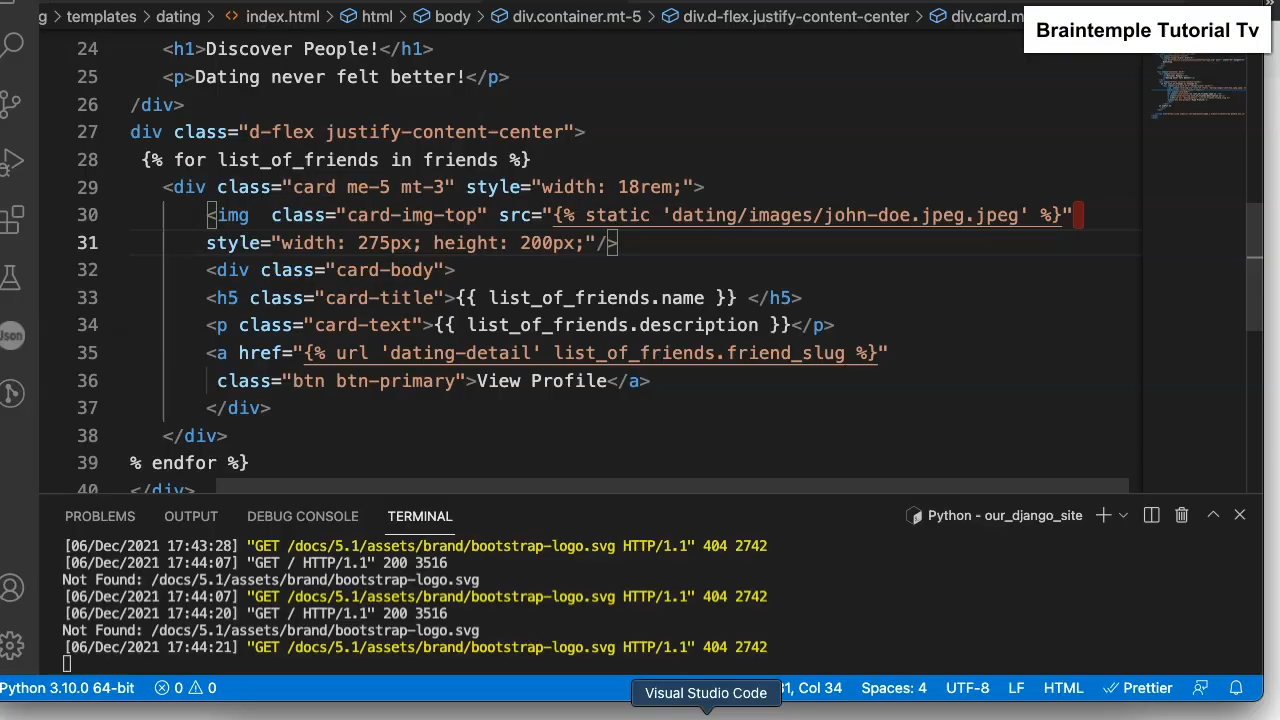 g › templates › dating › <> index.html › html › body › div.container.mt-5 › div.d-flex.justify-content-center › div.card.m
Braintemple Tutorial Tv
24 <h1>Discover People!</h1>
25 <p>Dating never felt better!</p>
26 /div>
27 div class="d-flex justify-content-center">
28 {% for list_of_friends in friends %}
29 <div class="card me-5 mt-3" style="width: 18rem;">
30 <img  class="card-img-top" src="{% static 'dating/images/john-doe.jpeg.jpeg' %}"
31 style="width: 275px; height: 200px;"/>
32 <div class="card-body">
33 <h5 class="card-title">{{ list_of_friends.name }} </h5>
34 <p class="card-text">{{ list_of_friends.description }}</p>
35 <a href="{% url 'dating-detail' list_of_friends.friend_slug %}"
36 class="btn btn-primary">View Profile</a>
37 </div>
38 </div>
39 % endfor %}
40 </div>
PROBLEMS OUTPUT DEBUG CONSOLE TERMINAL Python - our_django_site
[06/Dec/2021 17:43:28] "GET /docs/5.1/assets/brand/bootstrap-logo.svg HTTP/1.1" 404 2742
[06/Dec/2021 17:44:07] "GET / HTTP/1.1" 200 3516
Not Found: /docs/5.1/assets/brand/bootstrap-logo.svg
[06/Dec/2021 17:44:07] "GET /docs/5.1/assets/brand/bootstrap-logo.svg HTTP/1.1" 404 2742
[06/Dec/2021 17:44:20] "GET / HTTP/1.1" 200 3516
Not Found: /docs/5.1/assets/brand/bootstrap-logo.svg
[06/Dec/2021 17:44:21] "GET /docs/5.1/assets/brand/bootstrap-logo.svg HTTP/1.1" 404 2742
Json
Python 3.10.0 64-bit 0 0 Visual Studio Code 31, Col 34 Spaces: 4 UTF-8 LF HTML Prettier